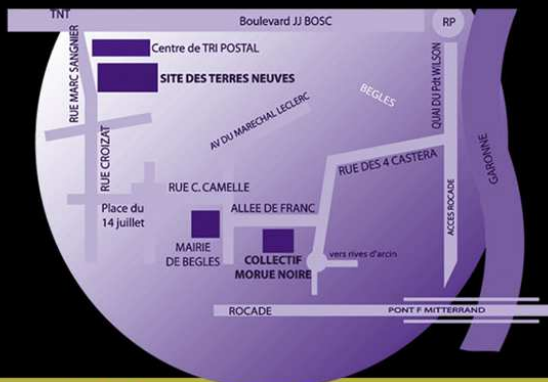 TNT
Boulevard JJ BOSC
RP
RUE MARC SANGNIER
Centre de TRI POSTAL
SITE DES TERRES NEUVES
QUAI DU Pdt WILSON
BEGLES
AV DU MARECHAL LECLERC
GARONNE
RUE CROIZAT
RUE DES 4 CASTERA
RUE C. CAMELLE
ACCES ROCADE
Place du
14 juillet
ALLEE DE FRANC
MAIRIE
DE BEGLES
COLLECTIF
MORUE NOIRE
vers rives d'arcin
ROCADE
PONT F MITTERRAND